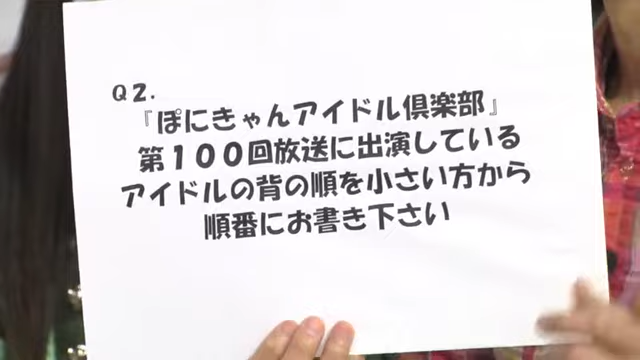 Q2.
『ぽにきゃんアイドル倶楽部』
第100回放送に出演している
アイドルの背の順を小さい方から
順番にお書き下さい